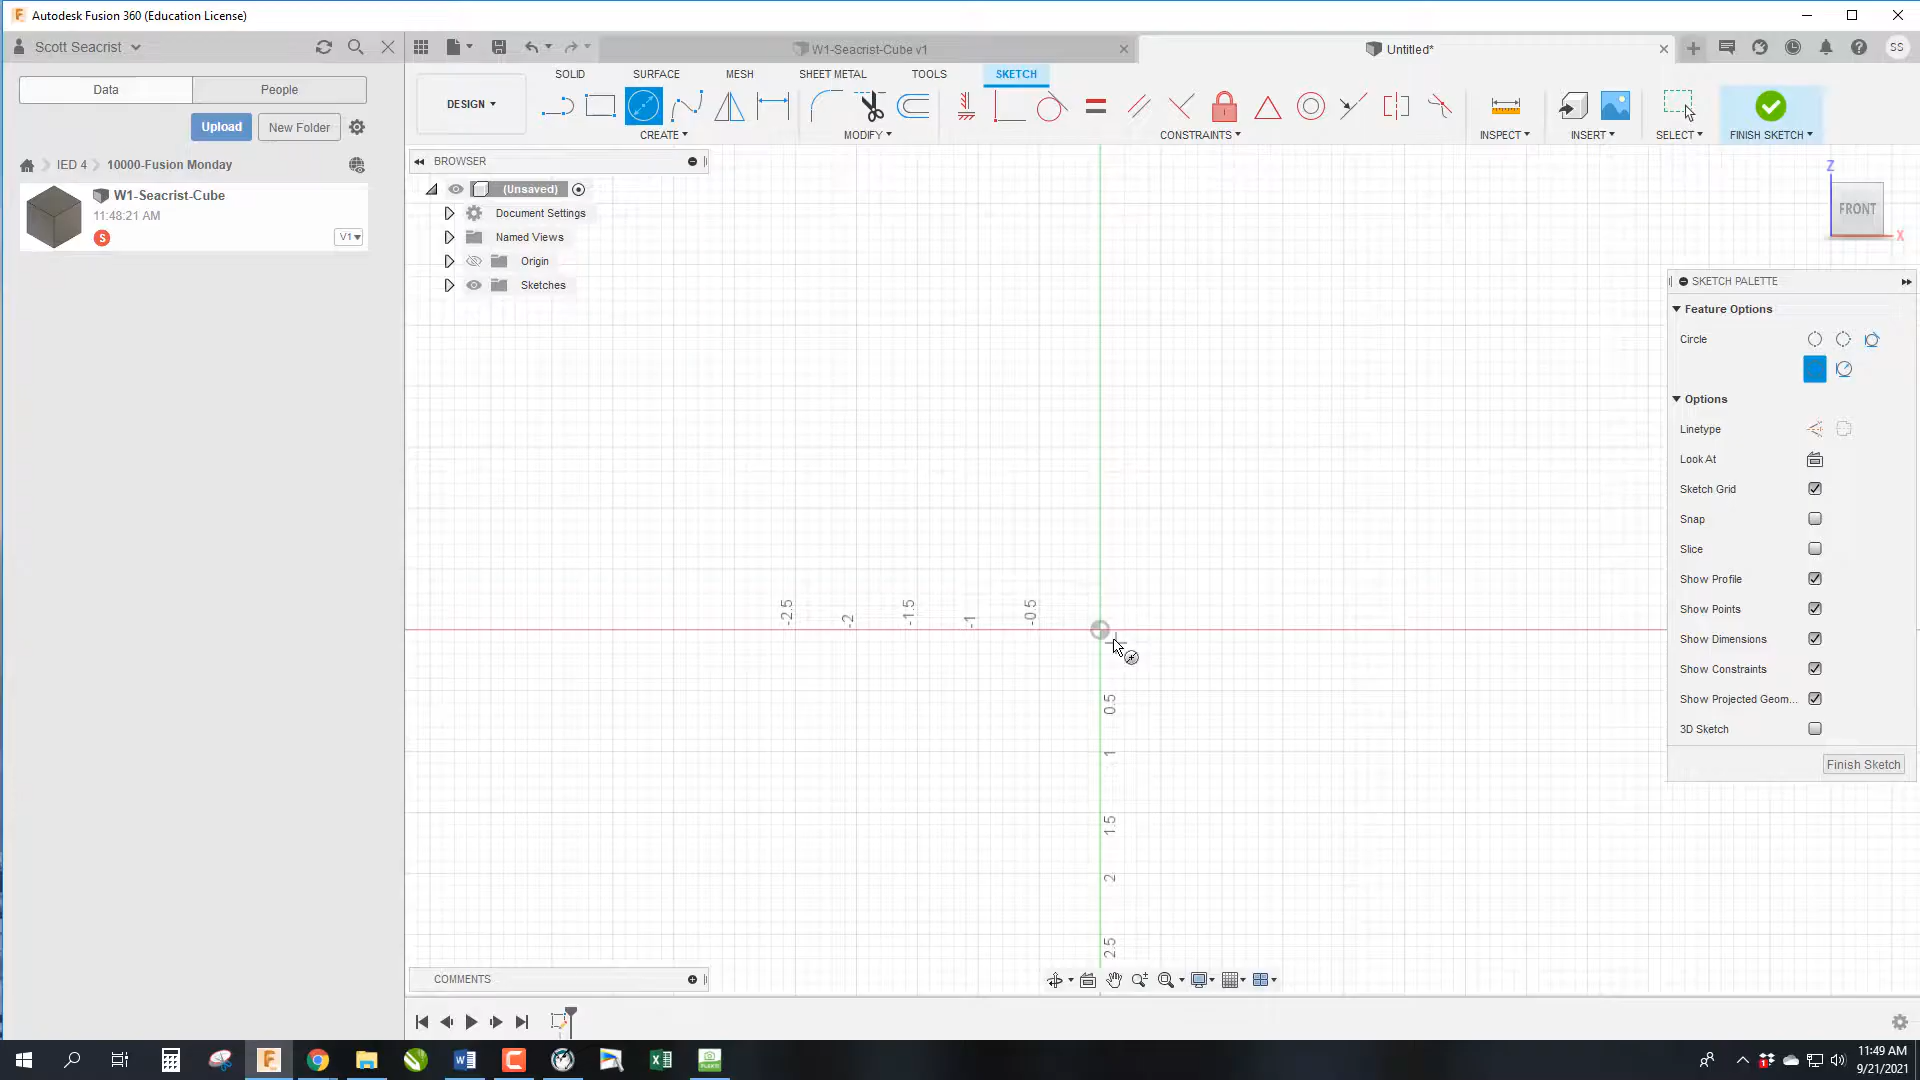 Autodesk Fusion 360 (Education License)
Scott Seacrist
W1-Seacrist-Cube v1
Untitled*
SS
Data
People
SOLID
SURFACE
MESH
SHEET METAL
TOOLS
SKETCH
DESIGN
Upload
New Folder
CREATE
MODIFY
CONSTRAINTS
INSPECT
INSERT
SELECT
FINISH SKETCH
IED 4
10000-Fusion Monday
BROWSER
W1-Seacrist-Cube
11:48:21 AM
S
V1
(Unsaved)
Document Settings
Named Views
Origin
Sketches
Z
FRONT
X
SKETCH PALETTE
Feature Options
Circle
Options
Linetype
Look At
Sketch Grid
Snap
Slice
Show Profile
Show Points
Show Dimensions
Show Constraints
Show Projected Geom...
3D Sketch
Finish Sketch
-2.5
-2
-1.5
-1
-0.5
0.5
1
1.5
2
2.5
COMMENTS
11:49 AM
9/21/2021